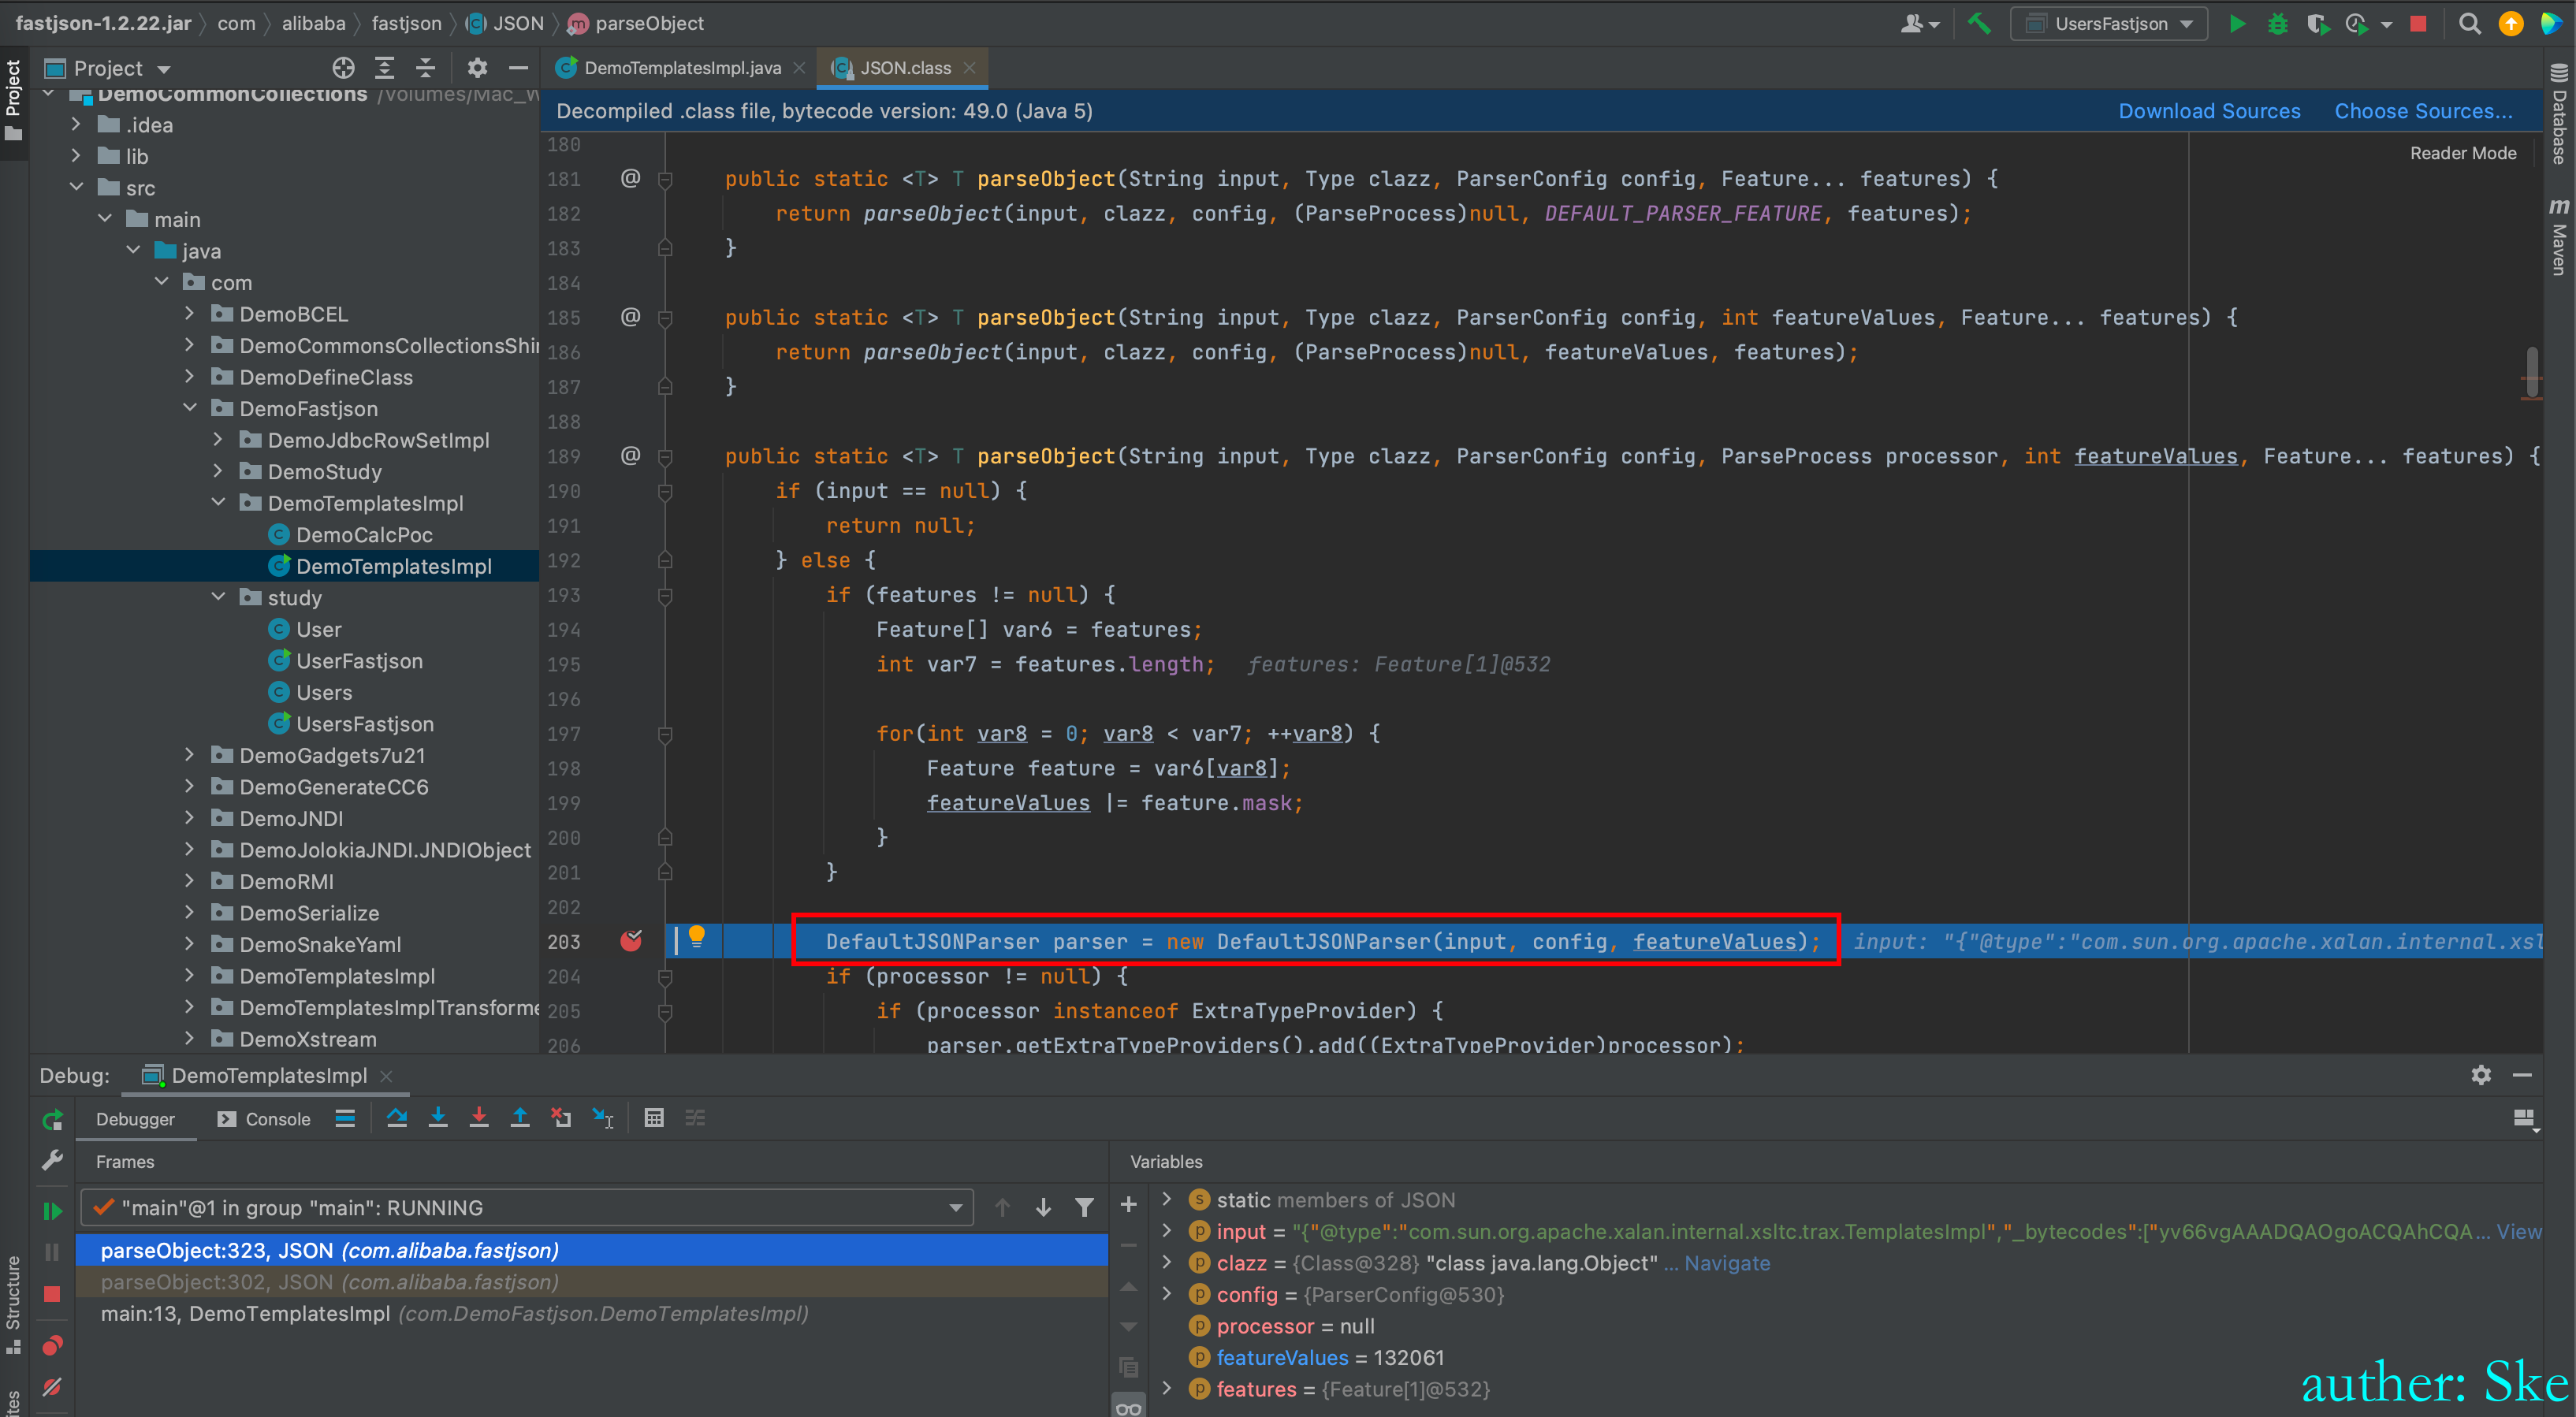 fastjson-1.2.22.jar com alibaba fastjson JSON parseObject
UsersFastjson
Project
DemoTemplatesImpl.java
JSON.class
Project
DemoCommonCollections /Volumes/Mac_W
.idea
lib
src
main
java
com
DemoBCEL
DemoCommonsCollectionsShir
DemoDefineClass
DemoFastjson
DemoJdbcRowSetImpl
DemoStudy
DemoTemplatesImpl
DemoCalcPoc
DemoTemplatesImpl
study
User
UserFastjson
Users
UsersFastjson
DemoGadgets7u21
DemoGenerateCC6
DemoJNDI
DemoJolokiaJNDI.JNDIObject
DemoRMI
DemoSerialize
DemoSnakeYaml
DemoTemplatesImpl
DemoTemplatesImplTransforme
DemoXstream
Decompiled .class file, bytecode version: 49.0 (Java 5)
Download Sources Choose Sources...
Reader Mode
Database
Maven
180
181 @ public static <T> T parseObject(String input, Type clazz, ParserConfig config, Feature... features) {
182 return parseObject(input, clazz, config, (ParseProcess)null, DEFAULT_PARSER_FEATURE, features);
183 }
184
185 @ public static <T> T parseObject(String input, Type clazz, ParserConfig config, int featureValues, Feature... features) {
186 return parseObject(input, clazz, config, (ParseProcess)null, featureValues, features);
187 }
188
189 @ public static <T> T parseObject(String input, Type clazz, ParserConfig config, ParseProcess processor, int featureValues, Feature... features) {
190 if (input == null) {
191 return null;
192 } else {
193 if (features != null) {
194 Feature[] var6 = features;
195 int var7 = features.length; features: Feature[1]@532
196
197 for(int var8 = 0; var8 < var7; ++var8) {
198 Feature feature = var6[var8];
199 featureValues |= feature.mask;
200 }
201 }
202
203 DefaultJSONParser parser = new DefaultJSONParser(input, config, featureValues); input: "{"@type":"com.sun.org.apache.xalan.internal.xsl
204 if (processor != null) {
205 if (processor instanceof ExtraTypeProvider) {
206 parser.getExtraTypeProviders().add((ExtraTypeProvider)processor);
Debug: DemoTemplatesImpl
Debugger Console
Frames
"main"@1 in group "main": RUNNING
parseObject:323, JSON (com.alibaba.fastjson)
parseObject:302, JSON (com.alibaba.fastjson)
main:13, DemoTemplatesImpl (com.DemoFastjson.DemoTemplatesImpl)
Structure
Variables
static members of JSON
input = "{"@type":"com.sun.org.apache.xalan.internal.xsltc.trax.TemplatesImpl","_bytecodes":["yv66vgAAADQAOgoACQAhCQA... View
clazz = {Class@328} "class java.lang.Object" ... Navigate
config = {ParserConfig@530}
processor = null
featureValues = 132061
features = {Feature[1]@532}
auther: Ske